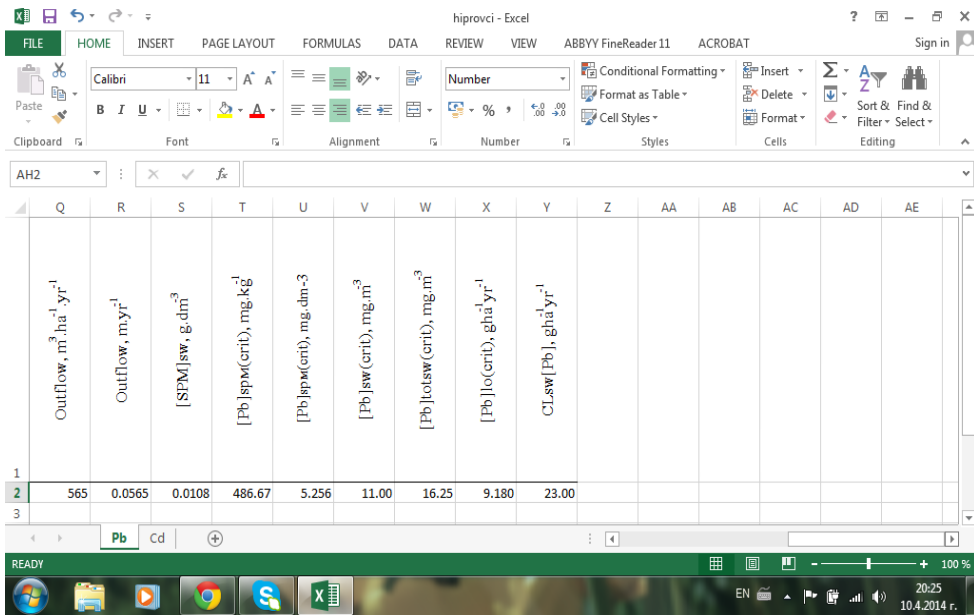 hiprovci - Excel
FILE HOME INSERT PAGE LAYOUT FORMULAS DATA REVIEW VIEW ABBYY FineReader 11 ACROBAT Sign in
Paste
Calibri 11
Number
Conditional Formatting
Format as Table
Cell Styles
Insert
Delete
Format
Sort & Filter
Find & Select
Clipboard Font Alignment Number Styles Cells Editing
AH2 fx
Q R S T U V W X Y Z AA AB AC AD AE
Outflow, m³.ha⁻¹.yr⁻¹
Outflow, m.yr⁻¹
[SPM]sw, g.dm⁻³
[Pb]spM(crit), mg.kg⁻¹
[Pb]spM(crit), mg.dm-3
[Pb]sw(crit), mg.m⁻³
[Pb]totsw(crit), mg.m⁻³
[Pb]lo(crit), gha⁻¹yr⁻¹
CLsw[Pb], gha⁻¹yr⁻¹
1
2 565 0.0565 0.0108 486.67 5.256 11.00 16.25 9.180 23.00
3
Pb Cd
READY 100 %
EN 20:25
10.4.2014 г.